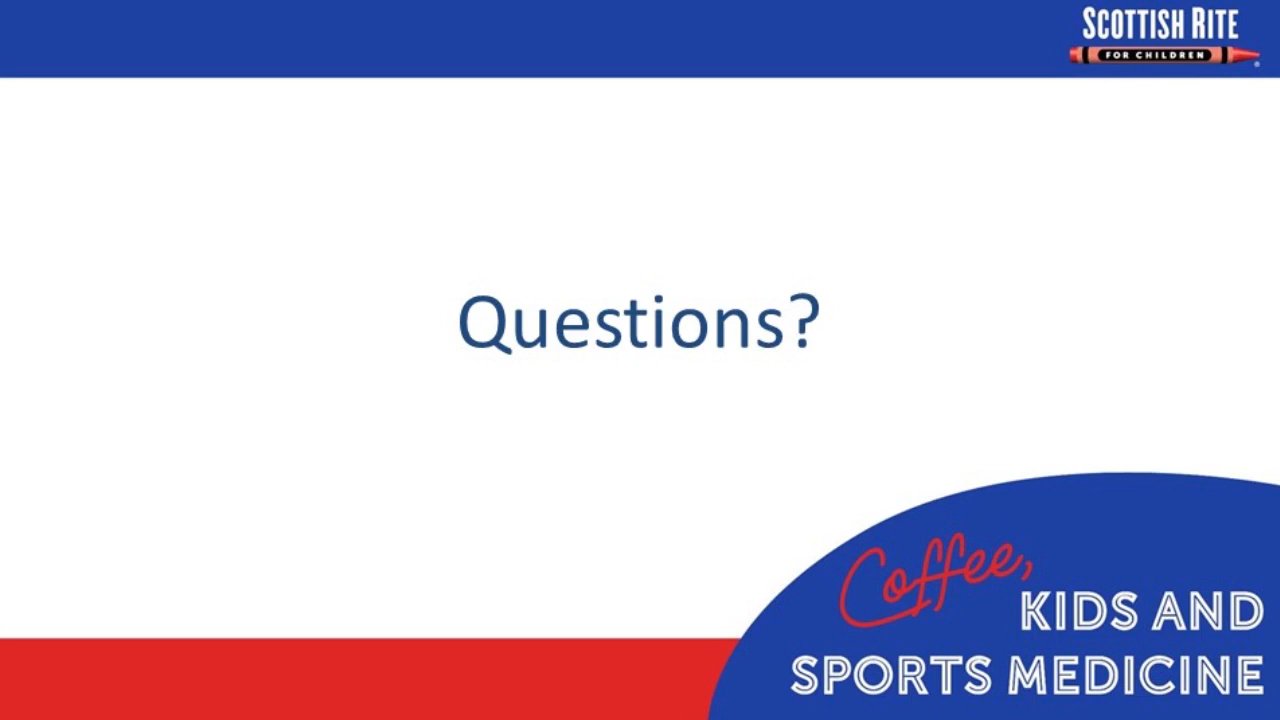 SCOTTISH RITE
FOR CHILDREN
Questions?
Coffee,
KIDS AND
SPORTS MEDICINE